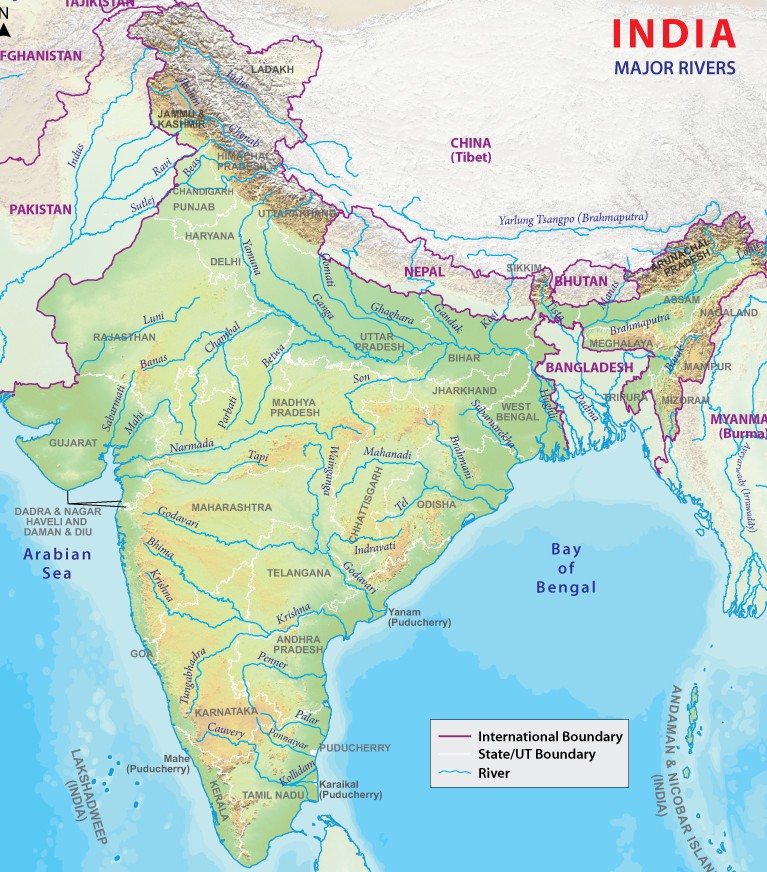 TAJIKISTAN
N
INDIA
MAJOR RIVERS
FGHANISTAN
LADAKH
Indus
Jhelum
JAMMU &
KASHMIR
Chenab
CHINA
(Tibet)
Indus
Ravi
Beas
HIMACHAL
PRADESH
CHANDIGARH
PAKISTAN
Sutlej
PUNJAB
UTTARAKHAND
Yarlung Tsangpo (Brahmaputra)
HARYANA
DELHI
Yamuna
Gomati
NEPAL
SIKKIM
BHUTAN
ARUNACHAL
PRADESH
Manas
ASSAM
NAGALAND
Ganga
Ghaghara
Gandak
Kosi
Brahmaputra
Luni
RAJASTHAN
Chambal
UTTAR
PRADESH
BIHAR
MEGHALAYA
Barak
MANIPUR
Banas
Betwa
BANGLADESH
Son
JHARKHAND
TRIPURA
MIZORAM
Sabarmati
Mahi
Parbati
MADHYA
PRADESH
WEST
BENGAL
Subarnarekha
Hugli
Padma
MYANMA
(Burma)
GUJARAT
Narmada
Tapi
Wainganga
Mahanadi
Brahmani
Ayeyarwady (Irrawaddy)
DADRA & NAGAR
HAVELI AND
DAMAN & DIU
MAHARASHTRA
CHHATTISGARH
Tel
ODISHA
Godavari
Arabian
Sea
Bhima
Indravati
Bay
of
Bengal
Krishna
TELANGANA
Godavari
Krishna
Yanam
(Puducherry)
GOA
ANDHRA
PRADESH
Tungabhadra
Penner
KARNATAKA
Palar
Cauvery
Ponnaiyar
PUDUCHERRY
Mahe
(Puducherry)
Kollidam
Karaikal
(Puducherry)
KERALA
TAMIL NADU
LAKSHADWEEP
(INDIA)
ANDAMAN & NICOBAR ISLAN
(INDIA)
International Boundary
State/UT Boundary
River